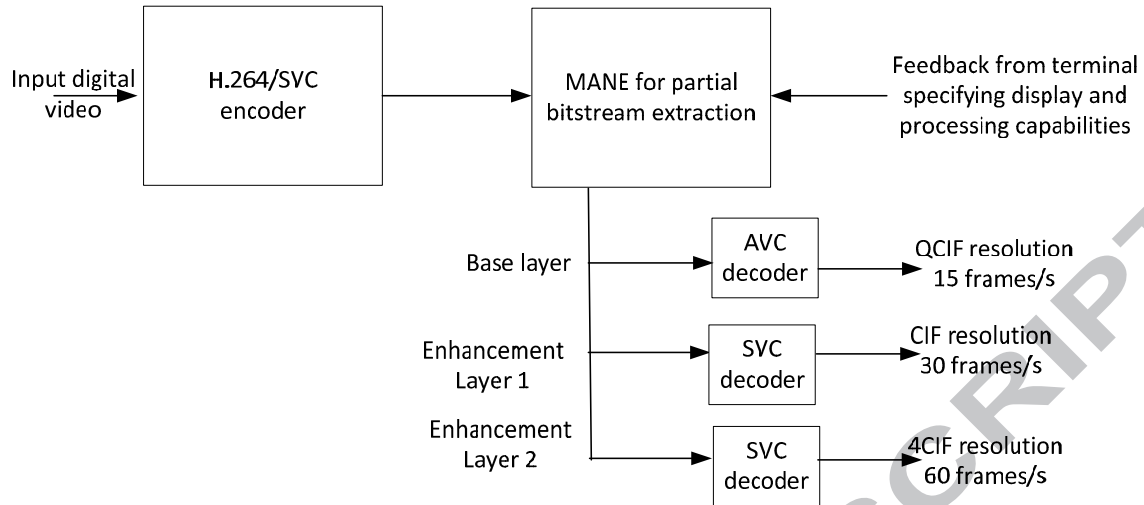 Input digital
video
H.264/SVC
encoder
MANE for partial
bitstream extraction
Feedback from terminal
specifying display and
processing capabilities
Base layer
AVC
decoder
QCIF resolution
15 frames/s
Enhancement
Layer 1
SVC
decoder
CIF resolution
30 frames/s
Enhancement
Layer 2
SVC
decoder
4CIF resolution
60 frames/s
SCRIPT